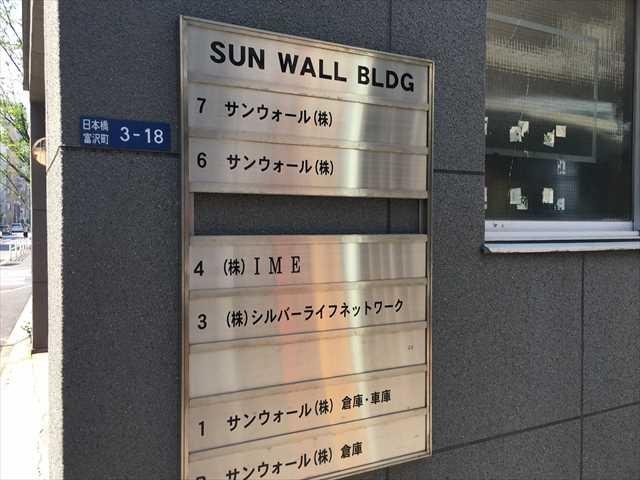 SUN WALL BLDG
日本橋
富沢町 3-18
7 サンウォール(株)
6 サンウォール(株)
4 (株) IME
3 (株)シルバーライフネットワーク
1 サンウォール(株) 倉庫・車庫
サンウォール(株) 倉庫